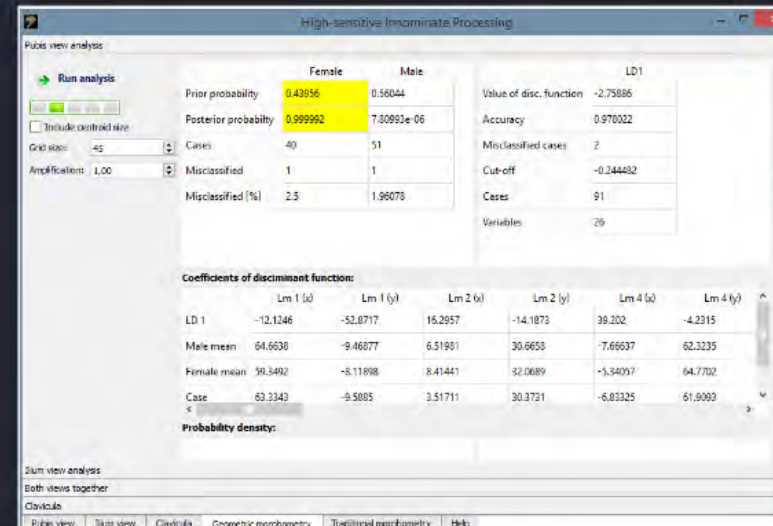 High-sensitive Innominate Processing
Pubis view analysis
Run analysis
Include centroid size
Grid size: 45
Amplification: 1,00
Female Male
Prior probability 0.43956 0.56044
Posterior probabilty 0.999992 7.80993e-06
Cases 40 51
Misclassified 1 1
Misclassified [%] 2.5 1.96078
LD1
Value of disc. function -2.75886
Accuracy 0.978022
Misclassified cases 2
Cut-off -0.244482
Cases 91
Variables 26
Coefficients of disciminant function:
Lm 1 (x) Lm 1 (y) Lm 2 (x) Lm 2 (y) Lm 4 (x) Lm 4 (y)
LD 1 -12.1246 -52.8717 16.2957 -14.1873 39.202 -4.2315
Male mean 64.6638 -9.46877 6.51981 30.6658 -7.66637 62.3235
Female mean 59.3492 -8.11898 8.41441 32.0689 -5.34057 64.7702
Case 63.3343 -9.5885 3.51711 30.3731 -6.83325 61.9093
Probability density:
Ilium view analysis
Both views together
Clavicula
Pubis view Ilium view Clavicula Geometric morphometry Traditional morphometry Help